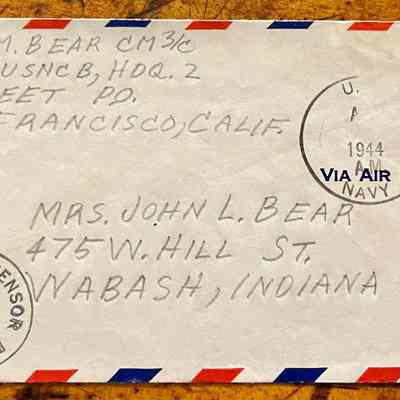 M. BEAR CM3/C
USNCB, HDQ. 2
EET PO.
FRANCISCO, CALIF.
U.
A
1944
AM
NAVY
VIA AIR
MRS. JOHN L. BEAR
475 W. HILL ST.
WABASH, INDIANA
ENSOR